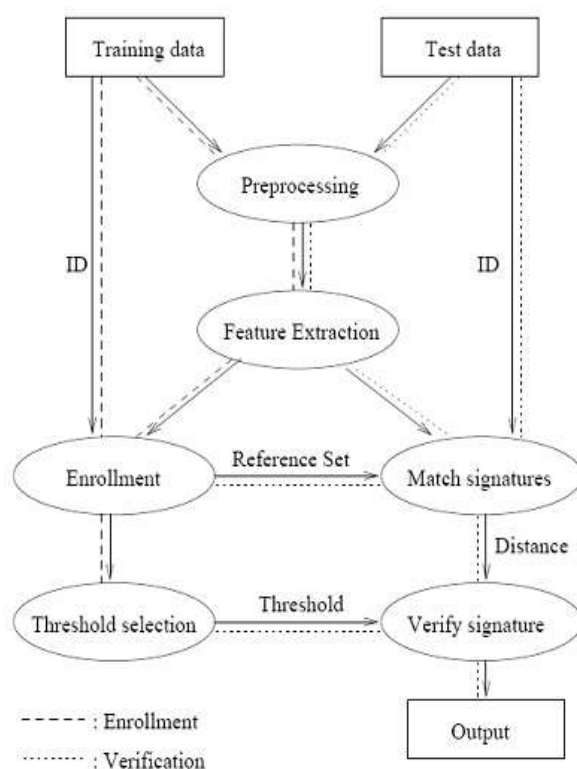 Training data
Test data
Preprocessing
ID
ID
Feature Extraction
Reference Set
Enrollment
Match signatures
Distance
Threshold
Threshold selection
Verify signature
: Enrollment
Output
: Verification